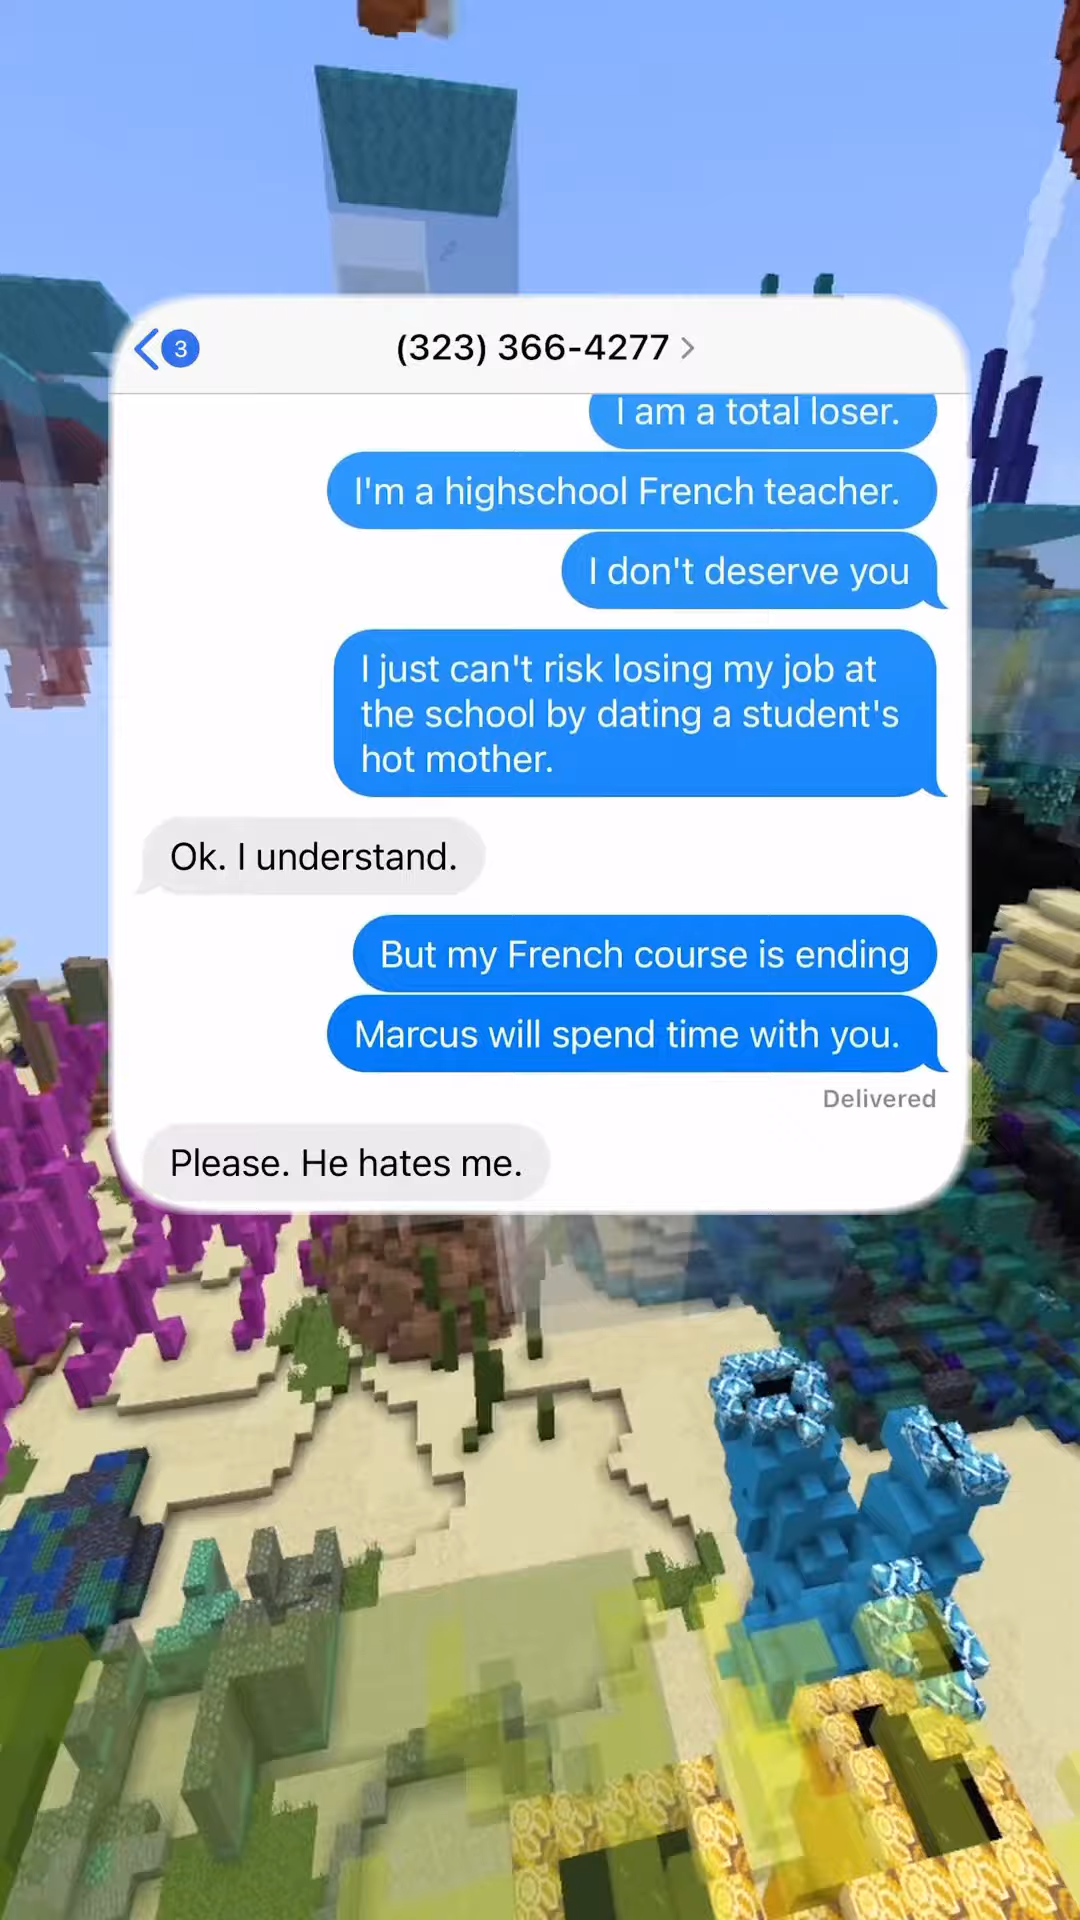 3
(323) 366-4277
I am a total loser.
I'm a highschool French teacher.
I don't deserve you
I just can't risk losing my job at
the school by dating a student's
hot mother.
Ok. I understand.
But my French course is ending
Marcus will spend time with you.
Delivered
Please. He hates me.